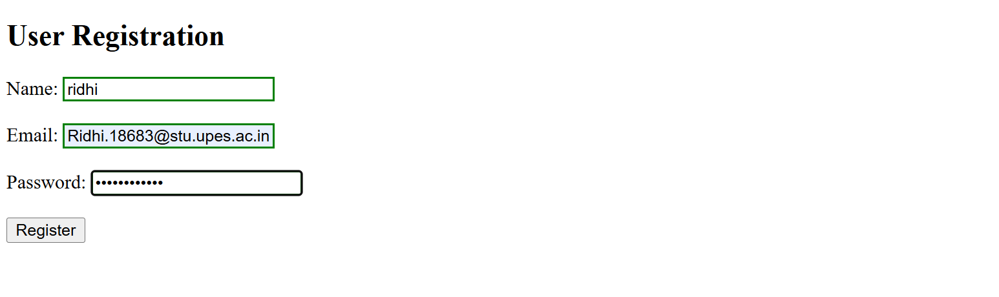 User Registration
Name: ridhi
Email: Ridhi.18683@stu.upes.ac.in
Password: ••••••••••••
Register